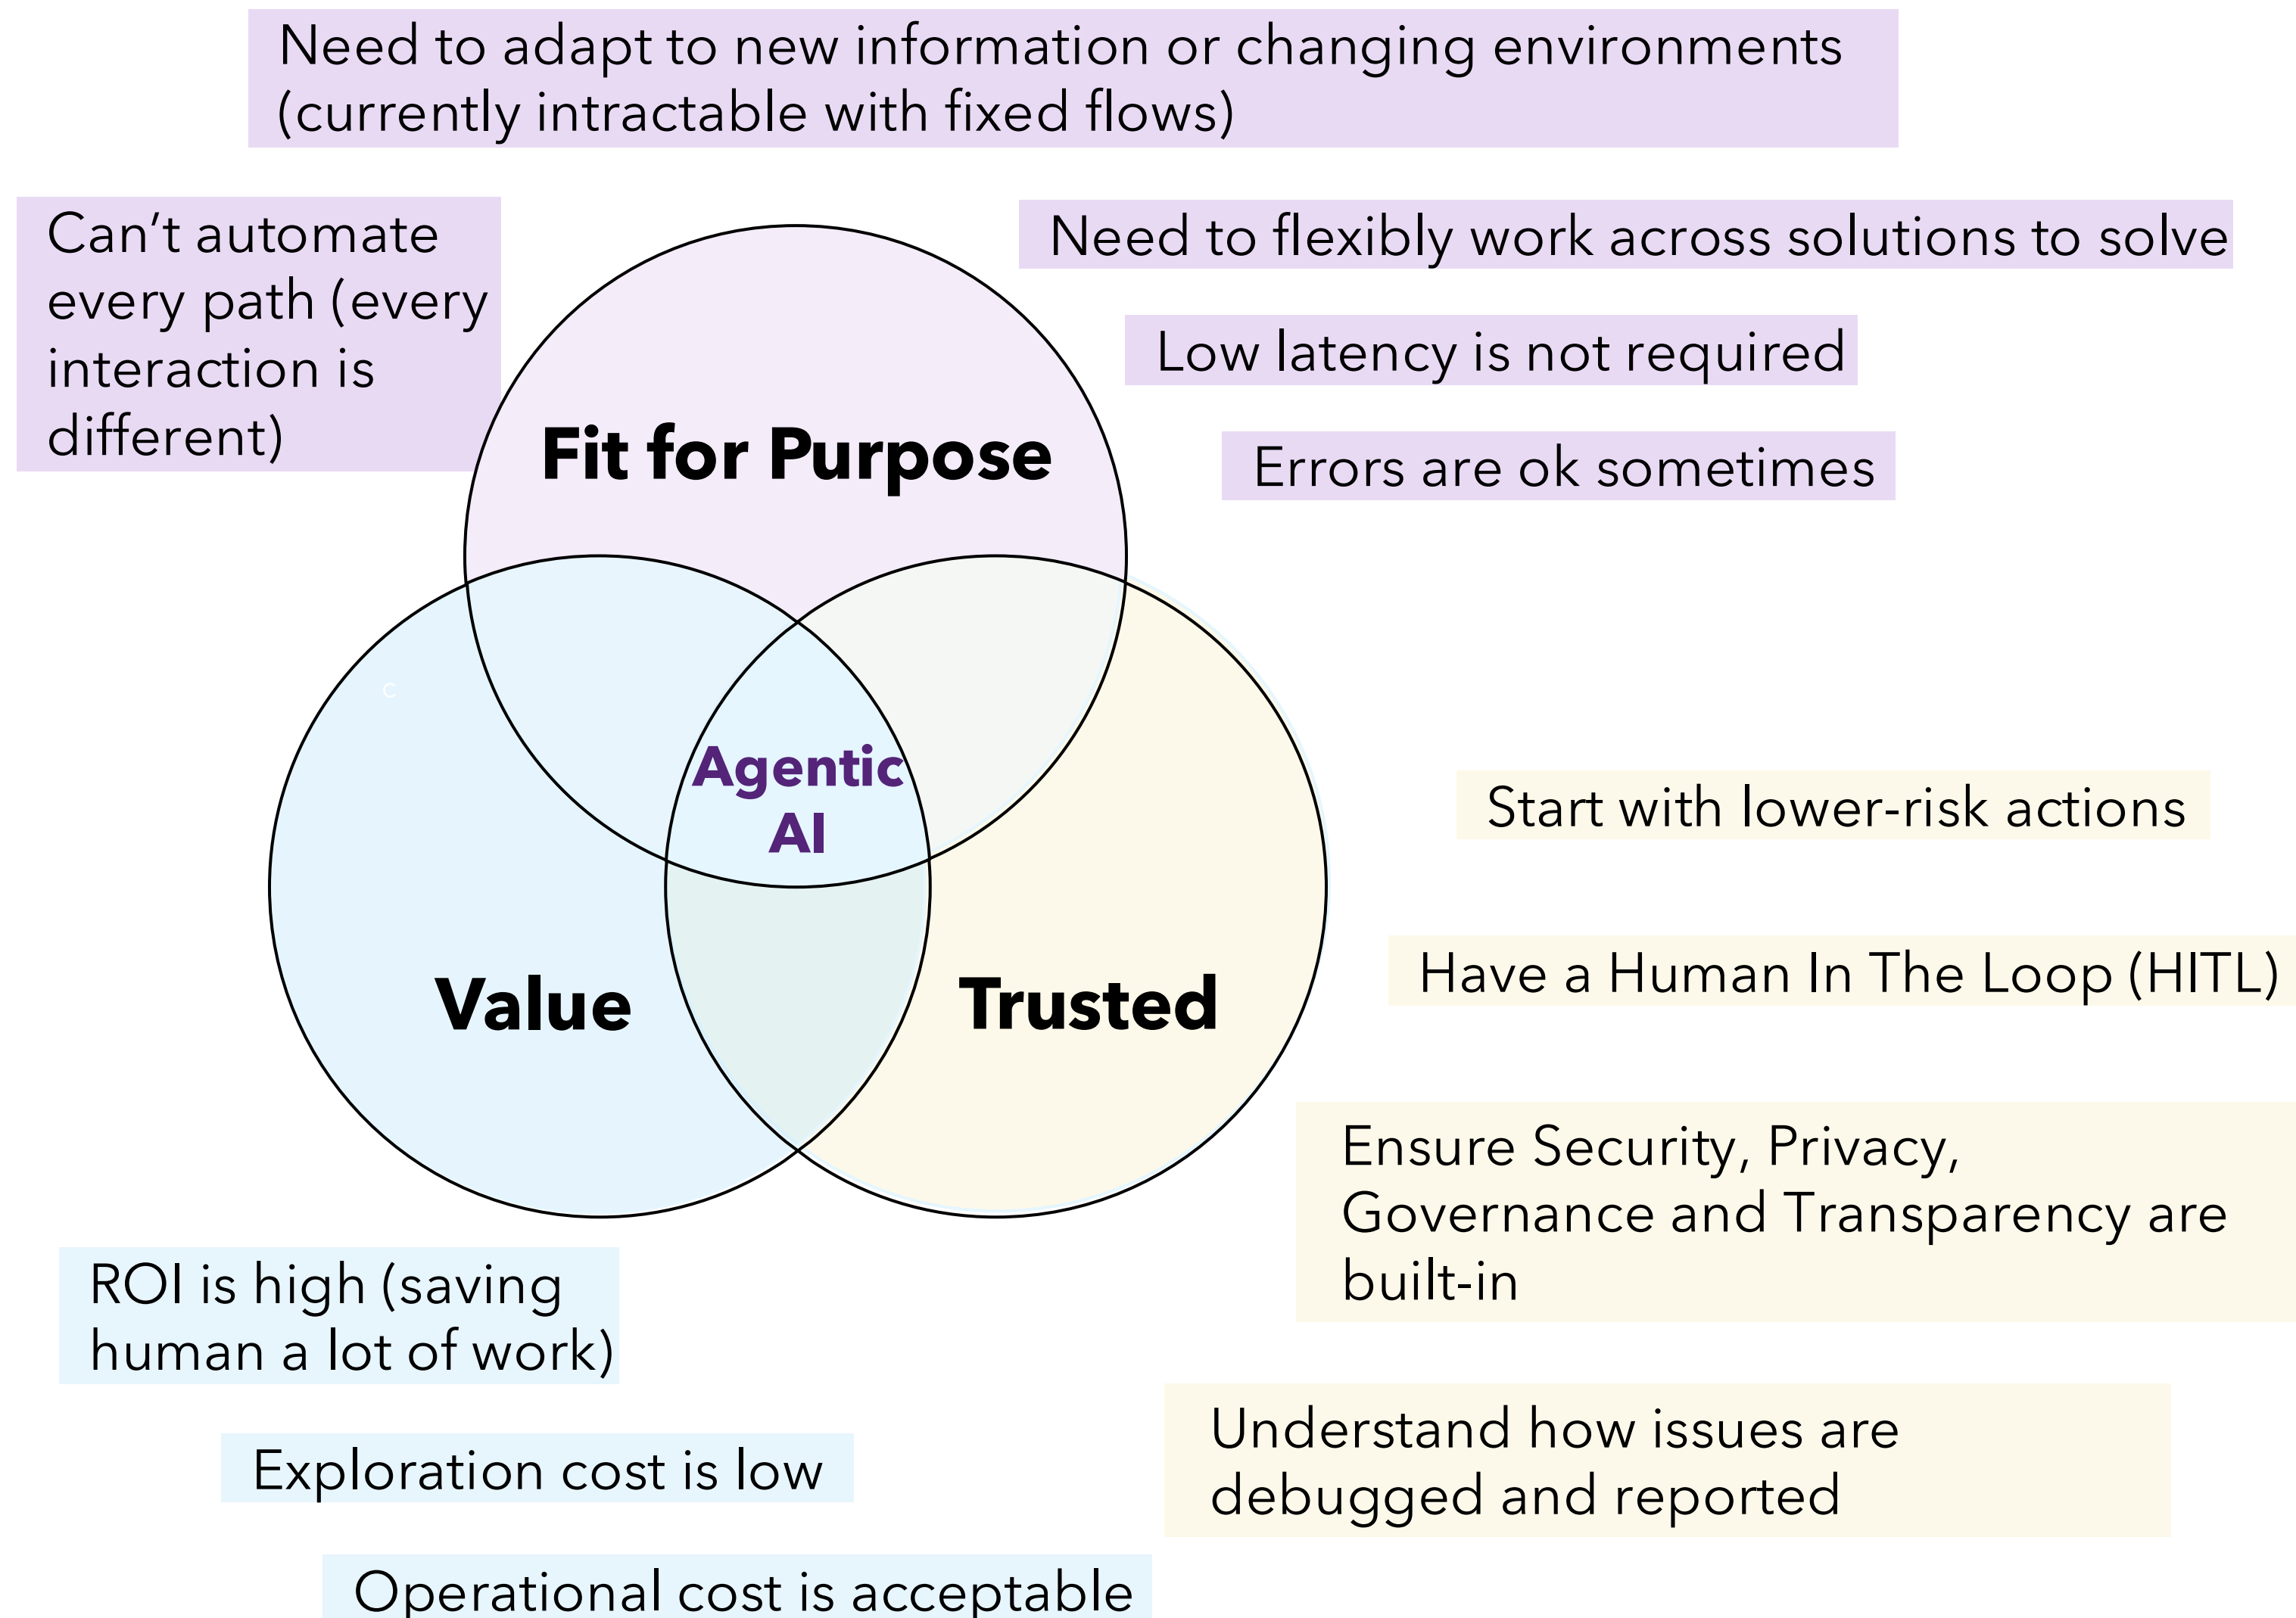 Need to adapt to new information or changing environments
(currently intractable with fixed flows)
Can't automate
every path (every
interaction is
different)
Need to flexibly work across solutions to solve
Low latency is not required
Errors are ok sometimes
Fit for Purpose
c
Agentic
AI
Value
Trusted
Start with lower-risk actions
Have a Human In The Loop (HITL)
Ensure Security, Privacy,
Governance and Transparency are
built-in
Understand how issues are
debugged and reported
ROI is high (saving
human a lot of work)
Exploration cost is low
Operational cost is acceptable